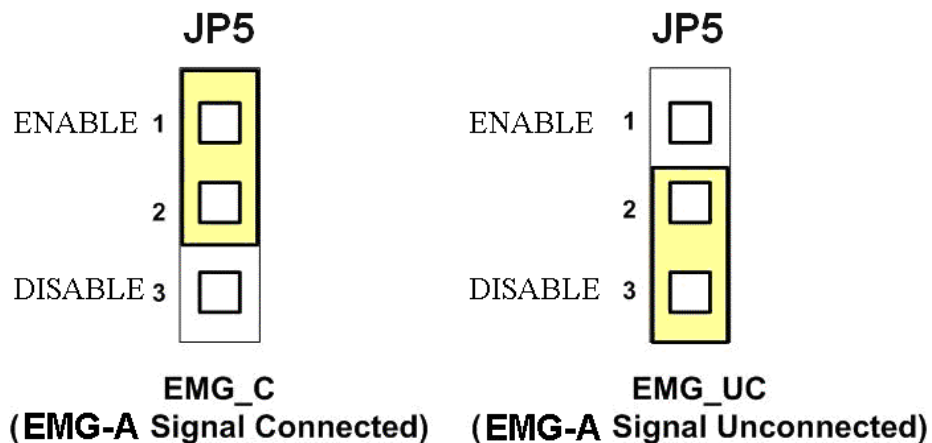 JP5
ENABLE 1
2
DISABLE 3
EMG_C
(EMG-A Signal Connected)
JP5
ENABLE 1
2
DISABLE 3
EMG_UC
(EMG-A Signal Unconnected)